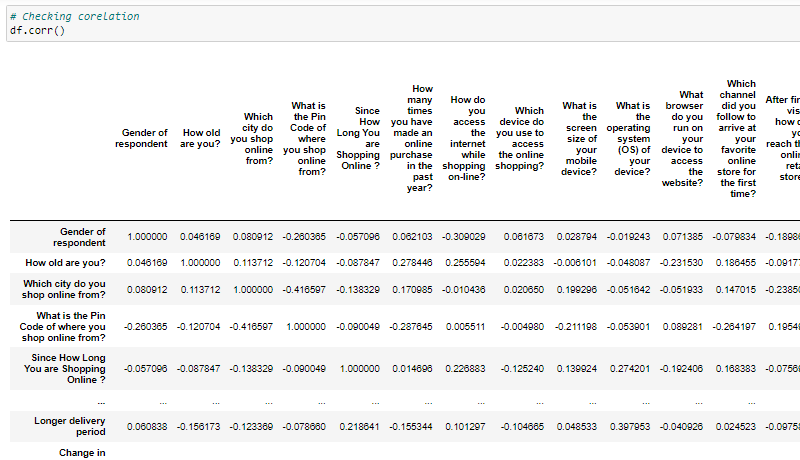 # Checking corelation
df.corr()
Gender of
respondent
How old
are you?
Which
city do
you shop
online
from?
What is
the Pin
Code of
where
you shop
online
from?
Since
How
Long You
are
Shopping
Online ?
How
many
times
you have
made an
online
purchase
in the
past
year?
How do
you
access
the
internet
while
shopping
on-line?
Which
device do
you use to
access
the online
shopping?
What is
the
screen
size of
your
mobile
device?
What is
the
operating
system
(OS) of
your
device?
What
browser
do you
run on
your
device to
access
the
website?
Which
channel
did you
follow to
arrive at
your
favorite
online
store for
the first
time?
After fir
vis
how
reach th
onli
reta
store
Gender of
respondent
1.000000 0.046169 0.080912 -0.260365 -0.057096 0.062103 -0.309029 0.061673 0.028794 -0.019243 0.071385 -0.079834 -0.1898
How old are you?
0.046169 1.000000 0.113712 -0.120704 -0.087847 0.278446 0.255594 0.022383 -0.006101 -0.048087 -0.231530 0.186455 -0.0917
Which city do you
shop online from?
0.080912 0.113712 1.000000 -0.416597 -0.138329 0.170985 -0.010436 0.020650 0.199296 -0.051642 -0.051933 0.147015 -0.2385
What is the Pin
Code of where you
shop online from?
-0.260365 -0.120704 -0.416597 1.000000 -0.090049 -0.287645 0.005511 -0.004980 -0.211198 -0.053901 0.089281 -0.264197 0.1954
Since How Long
You are Shopping
Online ?
-0.057096 -0.087847 -0.138329 -0.090049 1.000000 0.014696 0.226883 -0.125240 0.139924 0.274201 -0.192406 0.168383 -0.0756
... ... ... ... ... ... ... ... ... ... ... ... ...
Longer delivery
period
0.060838 -0.156173 -0.123369 -0.078660 0.218641 -0.155344 0.101297 -0.104665 0.048533 0.397953 -0.040926 0.024523 -0.0975
Change in